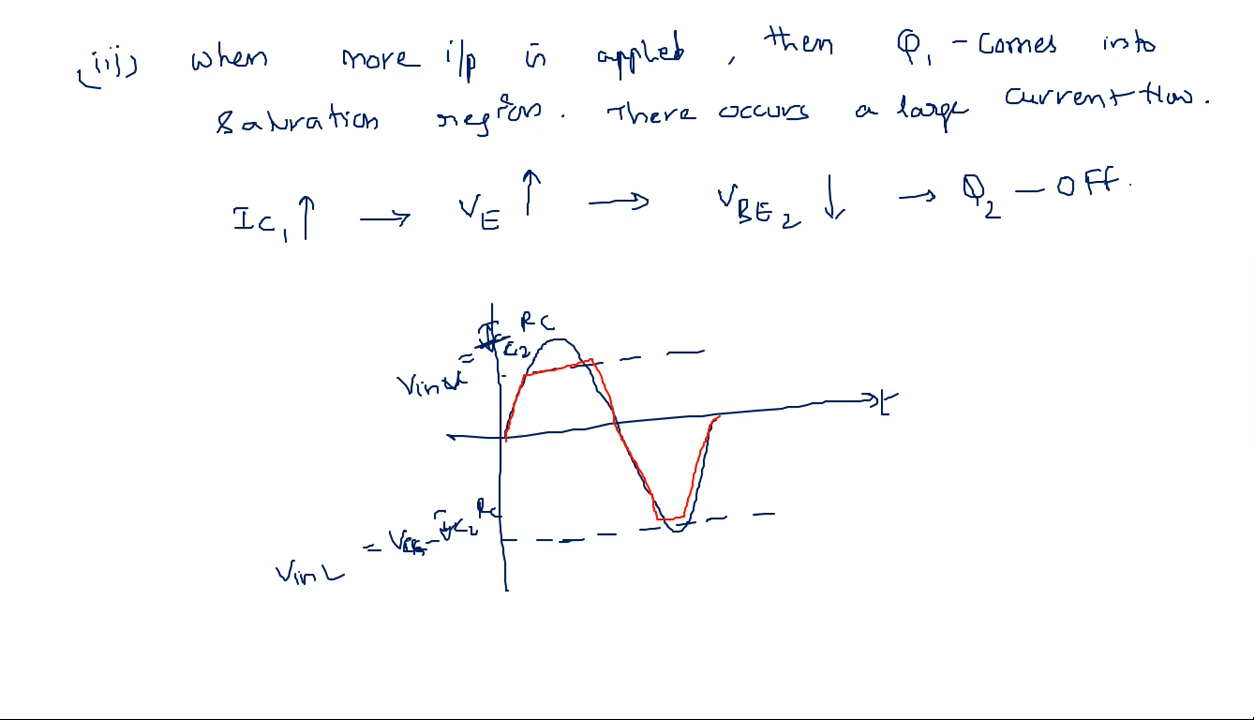 (iii) when more i/p is applied, then Q1 - comes into
saturation region. There occurs a large current flow.
IC1 ↑ → VE ↑ → VBE2 ↓ → Q2 - OFF.
RC
C2
=
Vin
t
RC
= V
Vin L